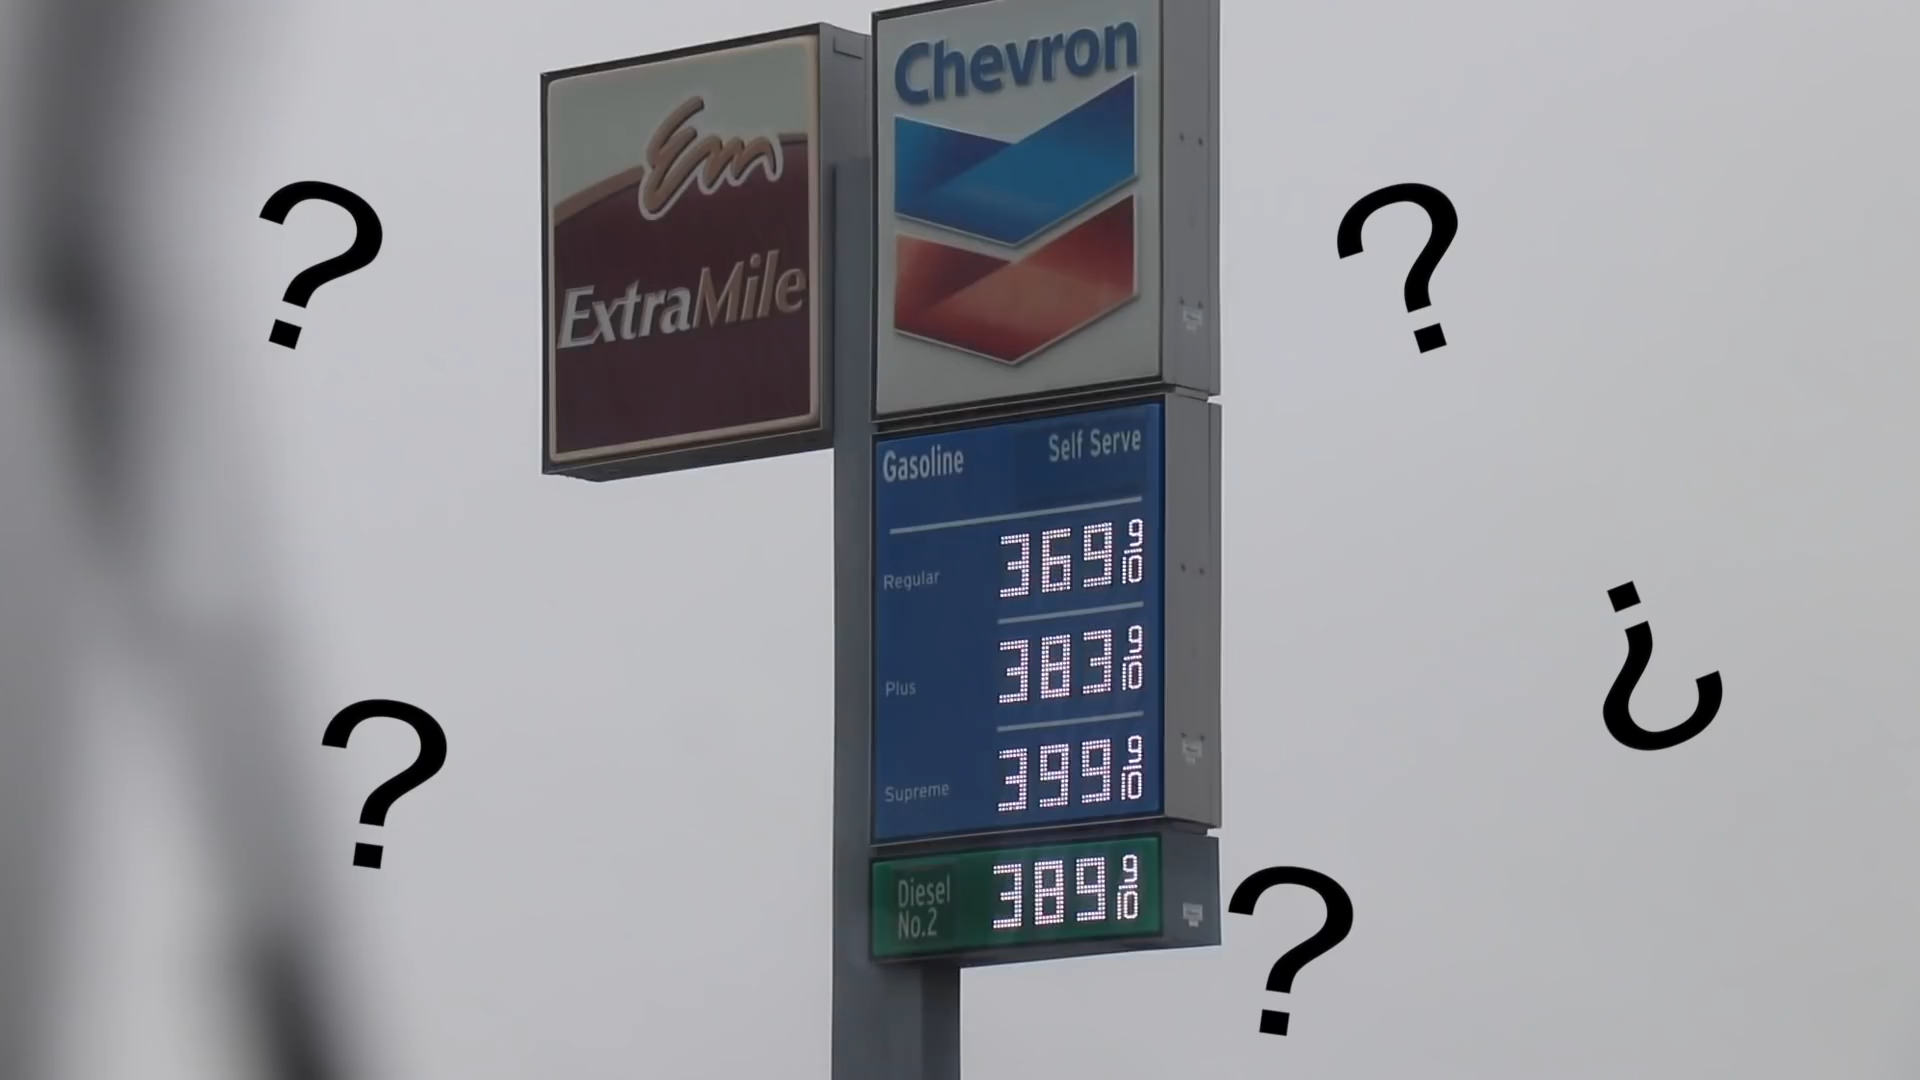 Em
ExtraMile
Chevron
Gasoline Self Serve
Regular 369 9/10
Plus 383 9/10
Supreme 399 9/10
Diesel No.2 389 9/10
?
?
?
¿
?